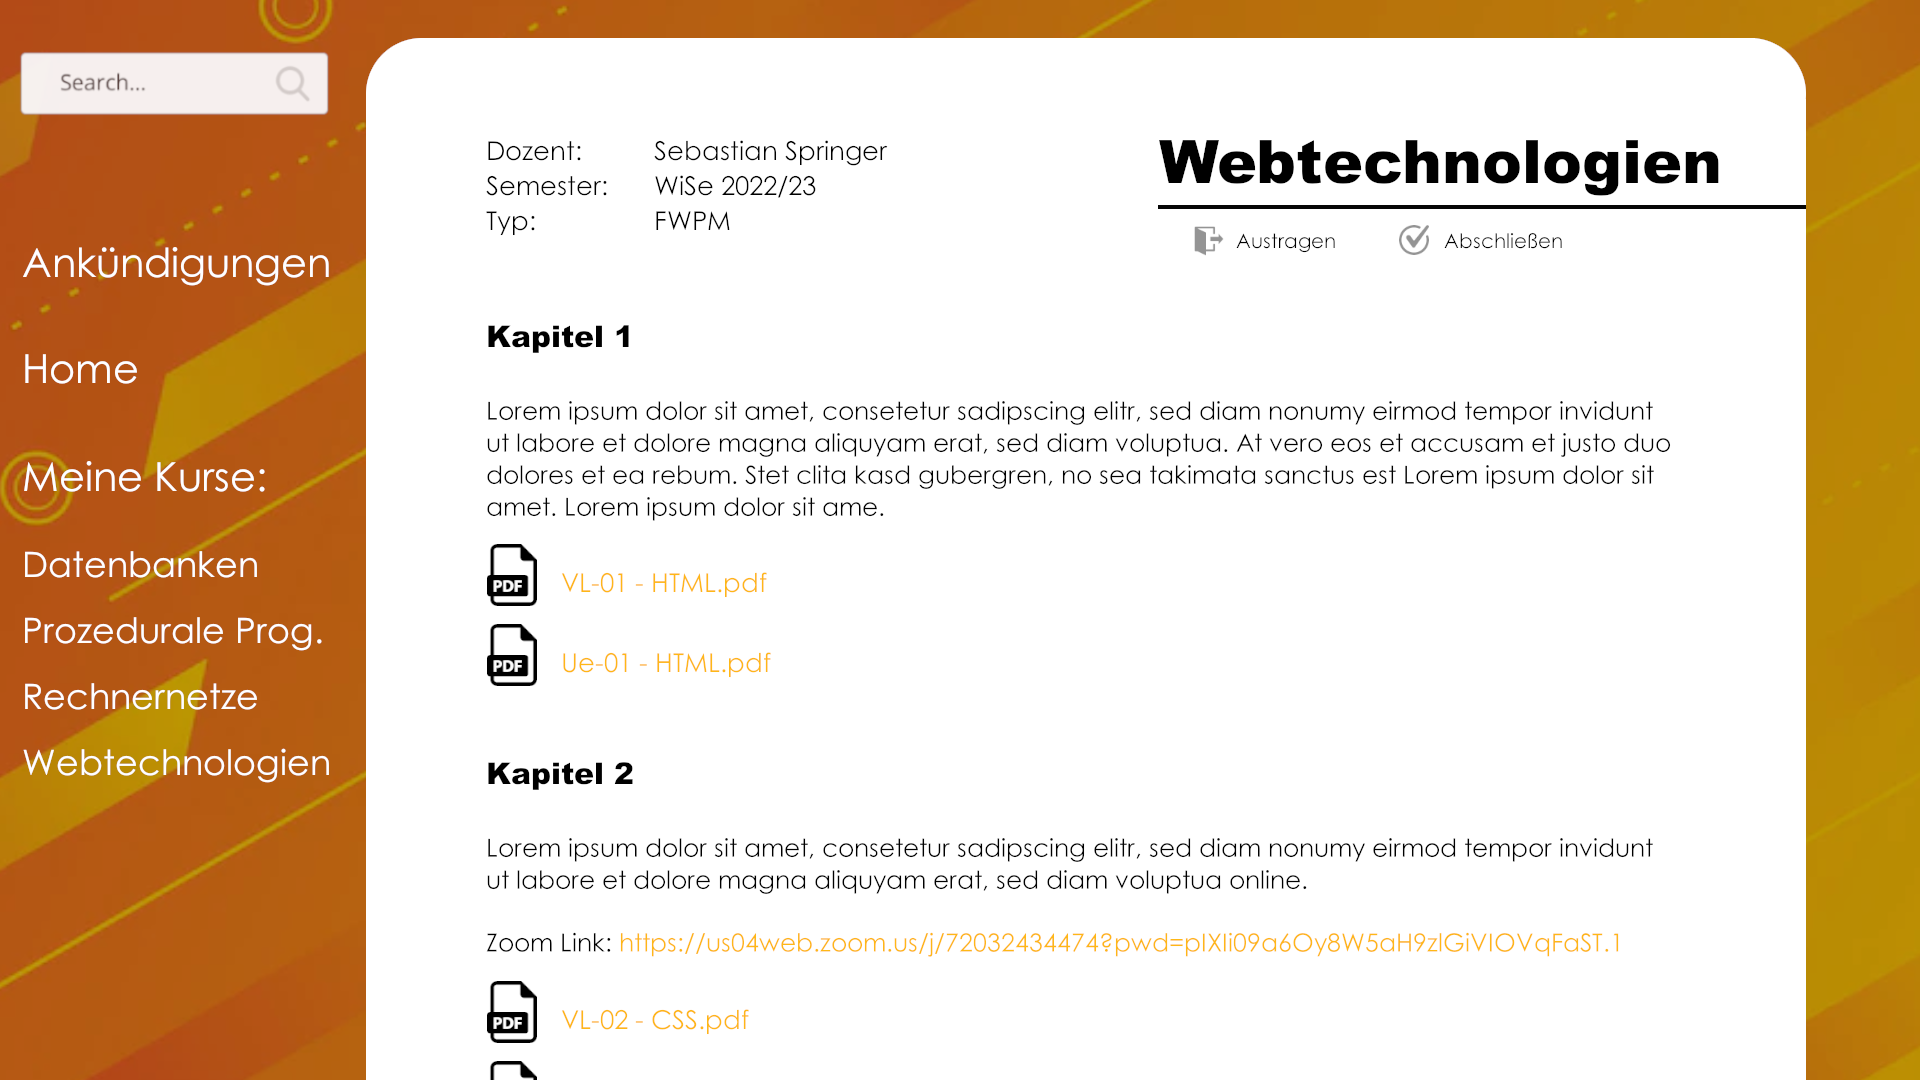 Search...
Ankündigungen
Home
Meine Kurse:
Datenbanken
Prozedurale Prog.
Rechnernetze
Webtechnologien
Dozent: Sebastian Springer
Semester: WiSe 2022/23
Typ: FWPM
Webtechnologien
Austragen Abschließen
Kapitel 1
Lorem ipsum dolor sit amet, consetetur sadipscing elitr, sed diam nonumy eirmod tempor invidunt
ut labore et dolore magna aliquyam erat, sed diam voluptua. At vero eos et accusam et justo duo
dolores et ea rebum. Stet clita kasd gubergren, no sea takimata sanctus est Lorem ipsum dolor sit
amet. Lorem ipsum dolor sit ame.
PDF VL-01 - HTML.pdf
PDF Ue-01 - HTML.pdf
Kapitel 2
Lorem ipsum dolor sit amet, consetetur sadipscing elitr, sed diam nonumy eirmod tempor invidunt
ut labore et dolore magna aliquyam erat, sed diam voluptua online.
Zoom Link: https://us04web.zoom.us/j/72032434474?pwd=pIXIi09a6Oy8W5aH9zIGiVIOVqFaST.1
PDF VL-02 - CSS.pdf